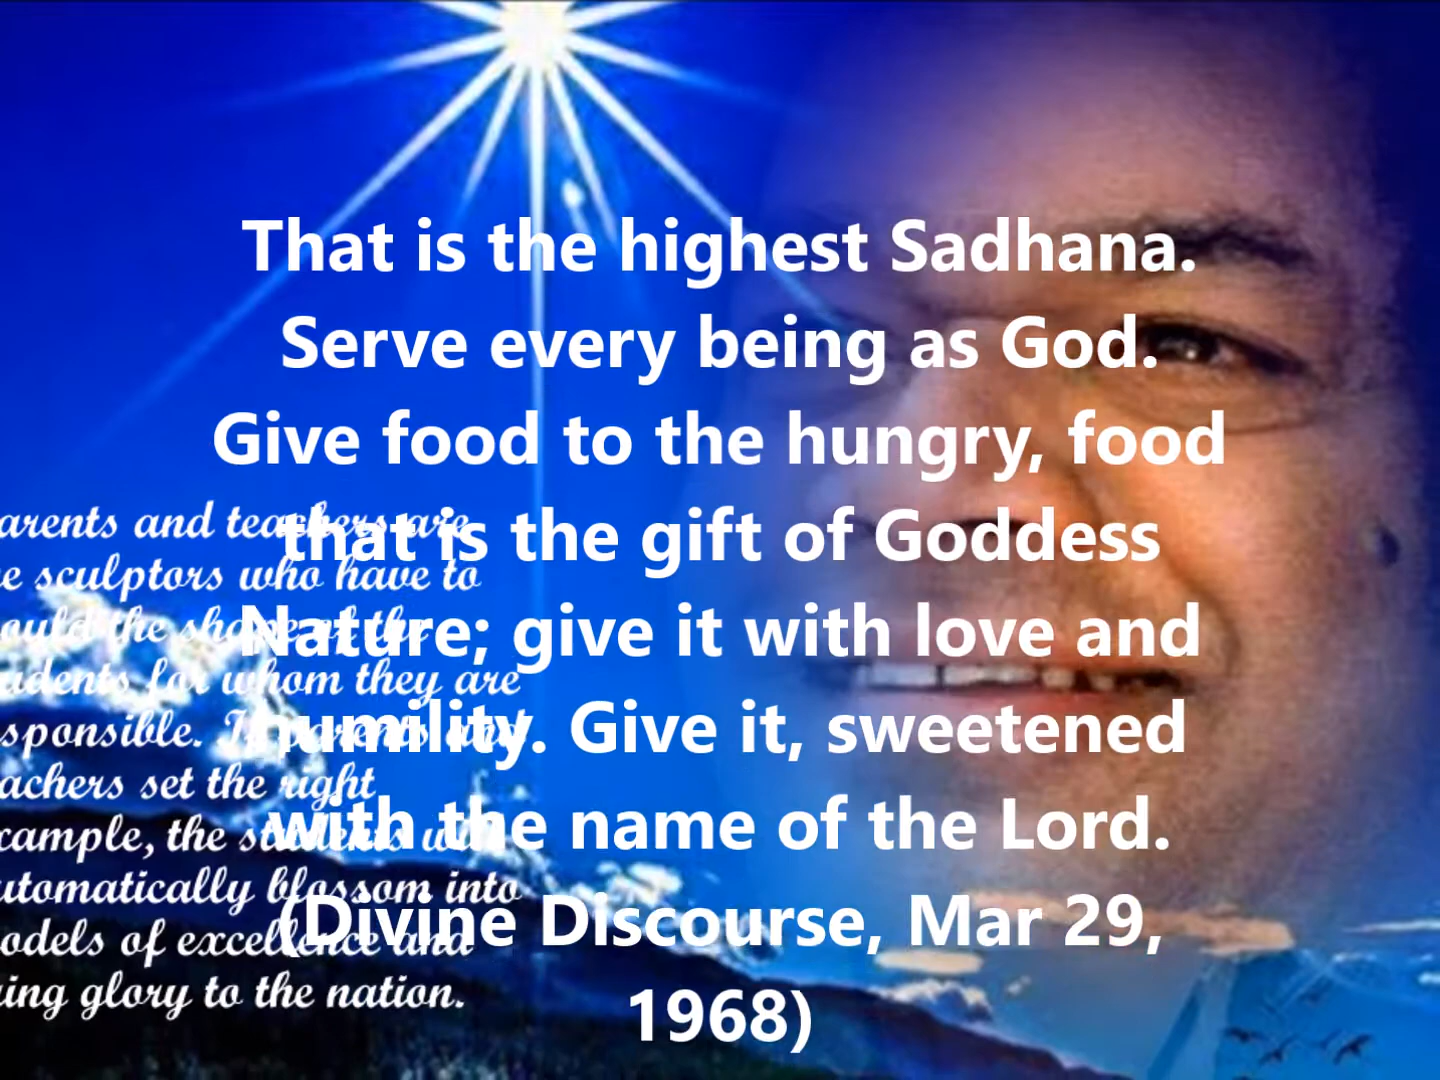 That is the highest Sadhana.
Serve every being as God.
Give food to the hungry, food
that is the gift of Goddess
Nature; give it with love and
humility. Give it, sweetened
with the name of the Lord.
(Divine Discourse, Mar 29,
1968)
arents and teachers are
e sculptors who have to
ould the shape of the
udents for whom they are
sponsible. If parents and
achers set the right
xample, the students will
utomatically blossom into
odels of excellence and
ing glory to the nation.